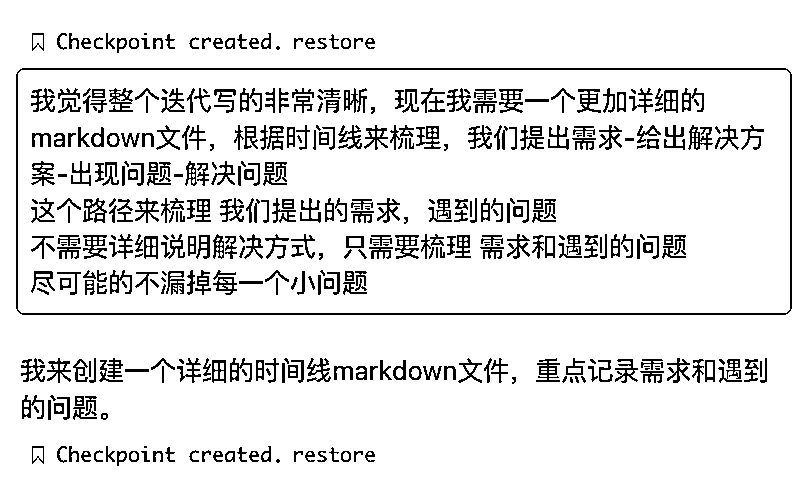 Checkpoint created. restore
我觉得整个迭代写的非常清晰，现在我需要一个更加详细的
markdown文件，根据时间线来梳理，我们提出需求-给出解决方
案-出现问题-解决问题
这个路径来梳理 我们提出的需求，遇到的问题
不需要详细说明解决方式，只需要梳理 需求和遇到的问题
尽可能的不漏掉每一个小问题
我来创建一个详细的时间线markdown文件，重点记录需求和遇到
的问题。
Checkpoint created. restore